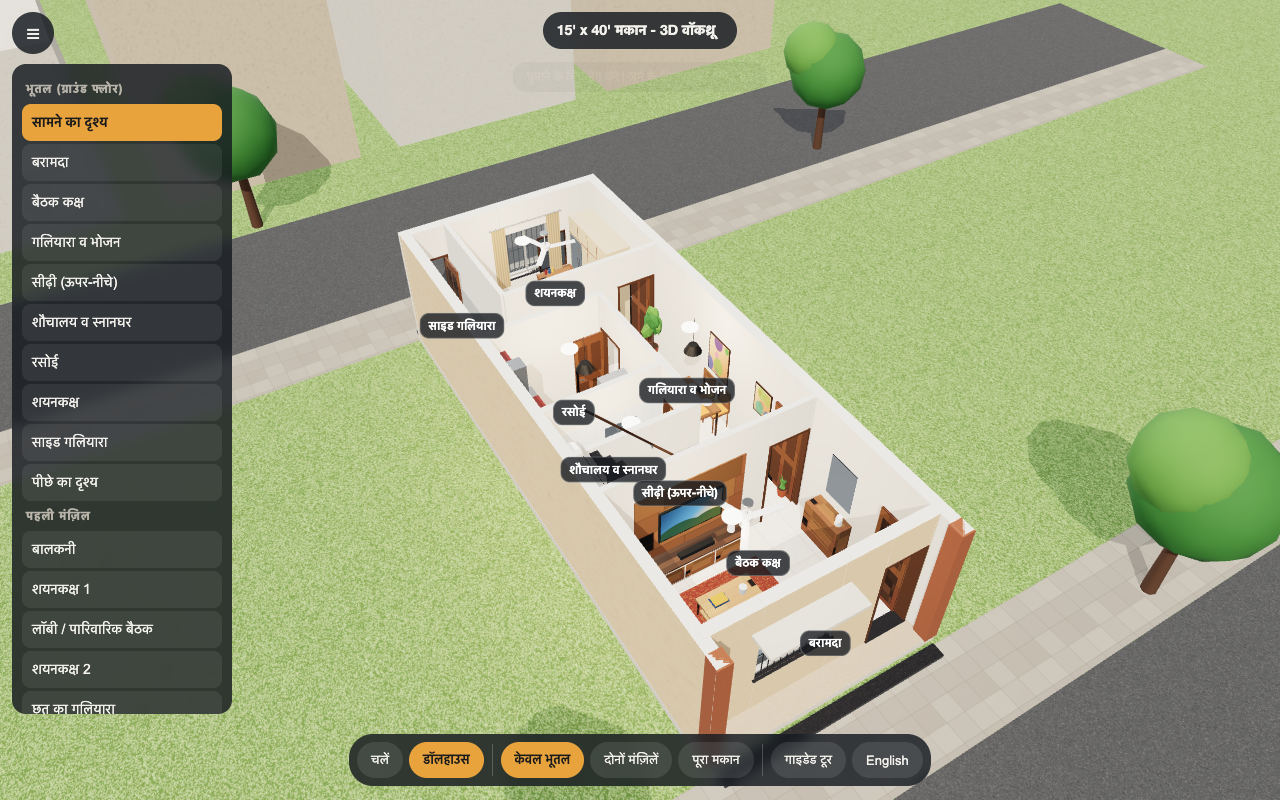 ☰
15' x 40' मकान - 3D वॉकथ्रू
भूतल (ग्राउंड फ्लोर)
सामने का दृश्य
बरामदा
बैठक कक्ष
गलियारा व भोजन
सीढ़ी (ऊपर-नीचे)
शौचालय व स्नानघर
रसोई
शयनकक्ष
साइड गलियारा
पीछे का दृश्य
पहली मंज़िल
बालकनी
शयनकक्ष 1
लॉबी / पारिवारिक बैठक
शयनकक्ष 2
छत का गलियारा
शयनकक्ष
साइड गलियारा
गलियारा व भोजन
रसोई
शौचालय व स्नानघर
सीढ़ी (ऊपर-नीचे)
बैठक कक्ष
बरामदा
चलें
डॉलहाउस
केवल भूतल
दोनों मंज़िलें
पूरा मकान
गाइडेड टूर
English